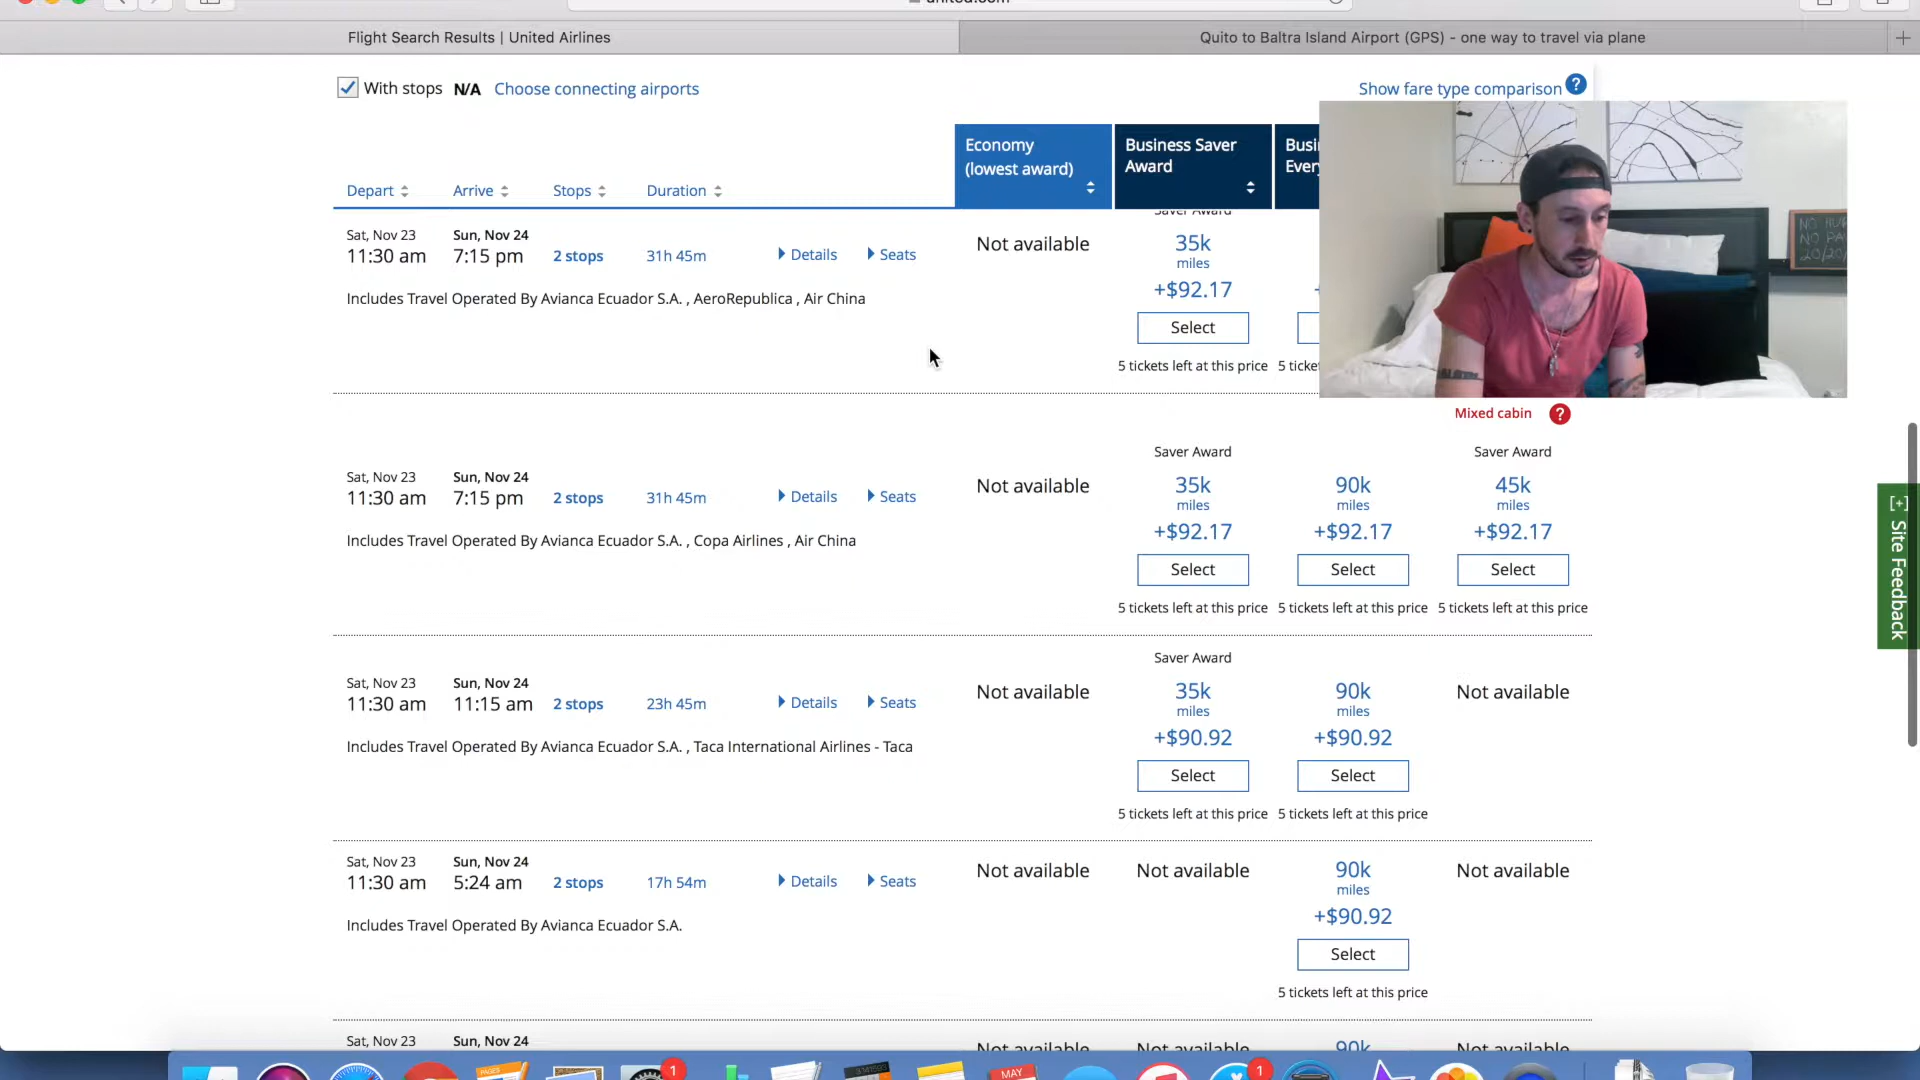 Flight Search Results | United Airlines
Quito to Baltra Island Airport (GPS) - one way to travel via plane
With stops N/A Choose connecting airports
Show fare type comparison ?
Depart Arrive Stops Duration
Economy (lowest award)
Business Saver Award
Sat, Nov 23 Sun, Nov 24
11:30 am 7:15 pm 2 stops 31h 45m Details Seats
Not available
35k
miles
+$92.17
Select
5 tickets left at this price
Includes Travel Operated By Avianca Ecuador S.A. , AeroRepublica , Air China
Mixed cabin ?
Saver Award Saver Award
Sat, Nov 23 Sun, Nov 24
11:30 am 7:15 pm 2 stops 31h 45m Details Seats
Not available 35k 90k 45k
miles miles miles
+$92.17 +$92.17 +$92.17
Select Select Select
5 tickets left at this price 5 tickets left at this price 5 tickets left at this price
Includes Travel Operated By Avianca Ecuador S.A. , Copa Airlines , Air China
Saver Award
Sat, Nov 23 Sun, Nov 24
11:30 am 11:15 am 2 stops 23h 45m Details Seats
Not available 35k 90k Not available
miles miles
+$90.92 +$90.92
Select Select
5 tickets left at this price 5 tickets left at this price
Includes Travel Operated By Avianca Ecuador S.A. , Taca International Airlines - Taca
Sat, Nov 23 Sun, Nov 24
11:30 am 5:24 am 2 stops 17h 54m Details Seats
Not available Not available 90k Not available
miles
+$90.92
Select
5 tickets left at this price
Includes Travel Operated By Avianca Ecuador S.A.
Sat, Nov 23 Sun, Nov 24
Not available Not available 90k Not available
[+] Site Feedback
PAGES
1
MAY
1